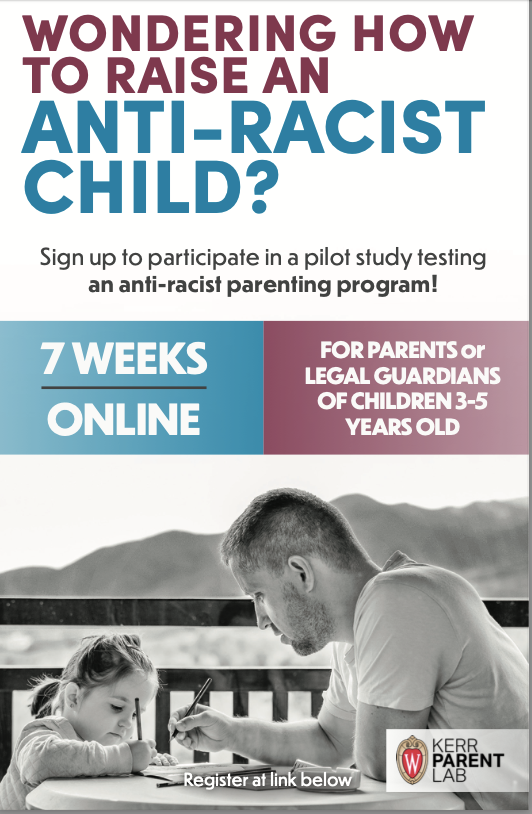 WONDERING HOW
TO RAISE AN
ANTI-RACIST
CHILD?
Sign up to participate in a pilot study testing
an anti-racist parenting program!
7 WEEKS
ONLINE
FOR PARENTS or
LEGAL GUARDIANS
OF CHILDREN 3-5
YEARS OLD
Register at link below
W
KERR
PARENT
LAB